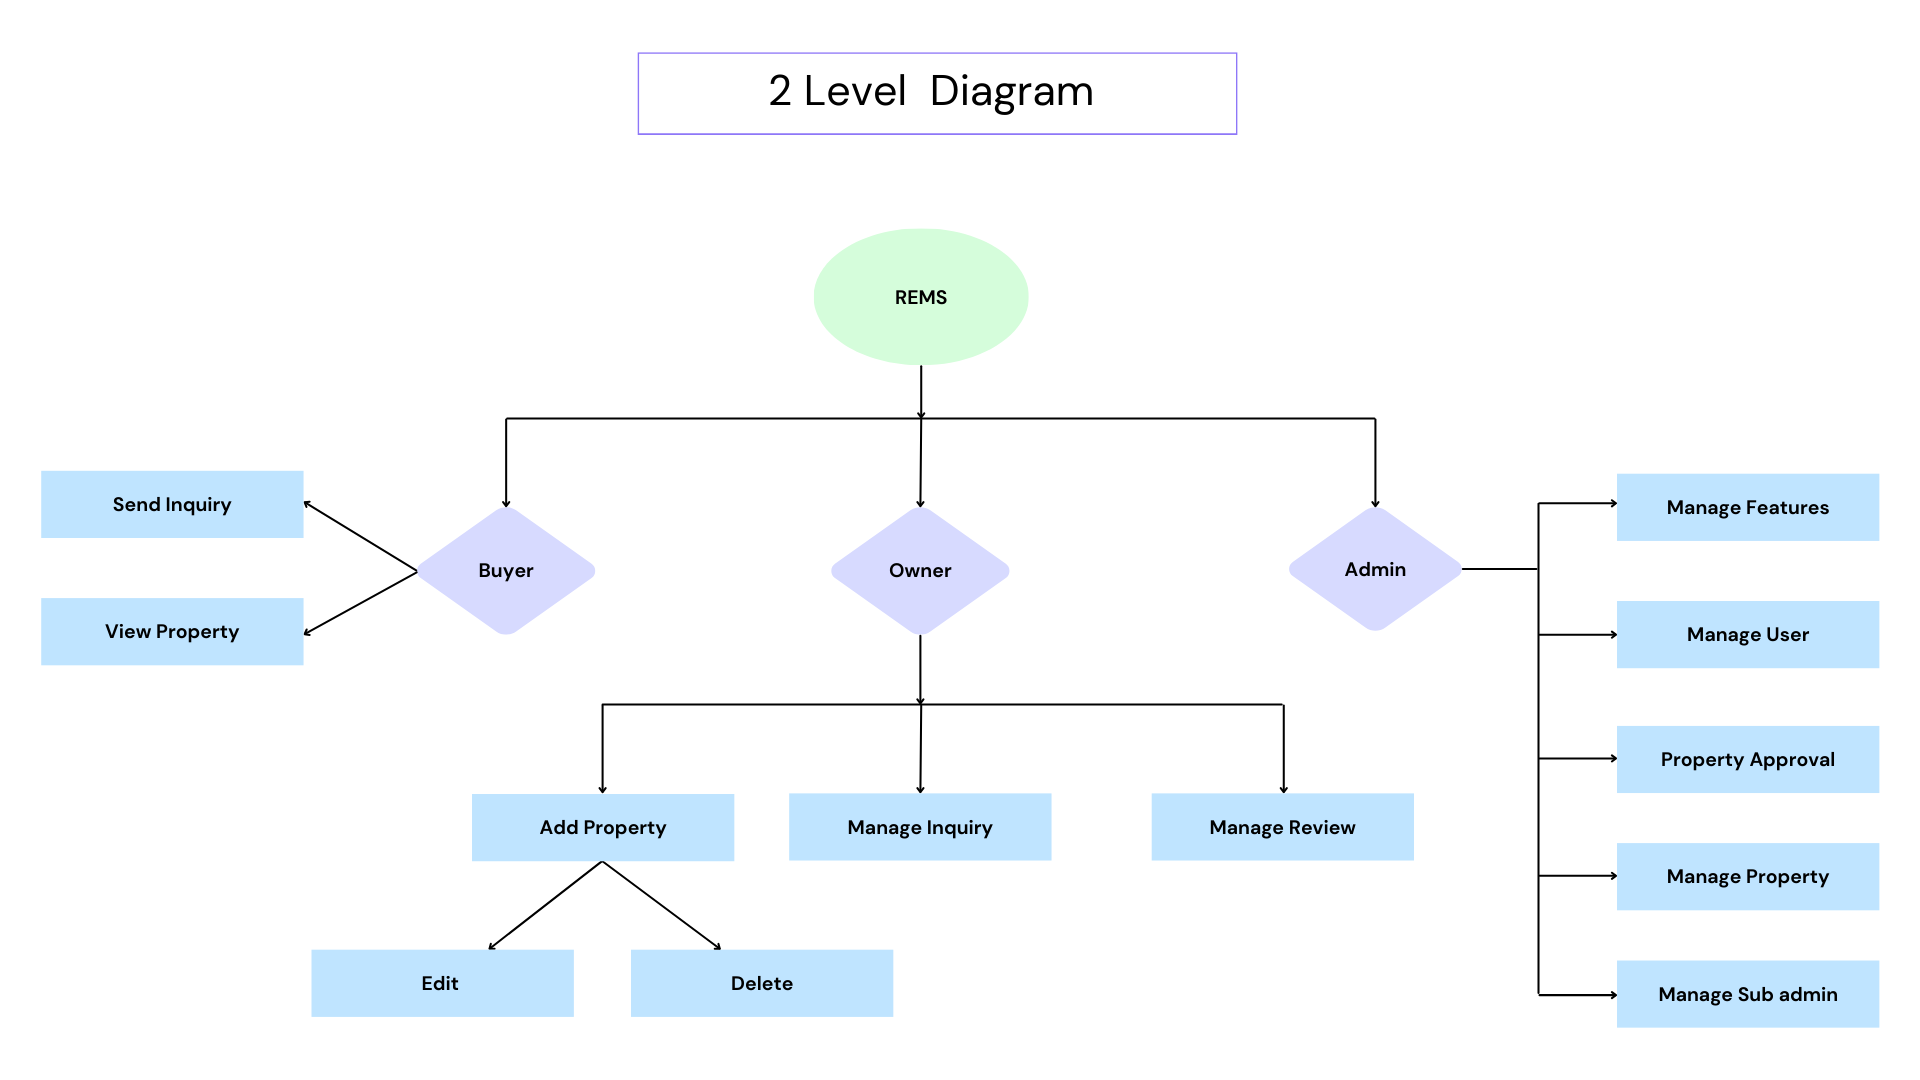 2 Level  Diagram
REMS
Send Inquiry
View Property
Buyer
Owner
Admin
Manage Features
Manage User
Property Approval
Manage Property
Manage Sub admin
Add Property
Manage Inquiry
Manage Review
Edit
Delete